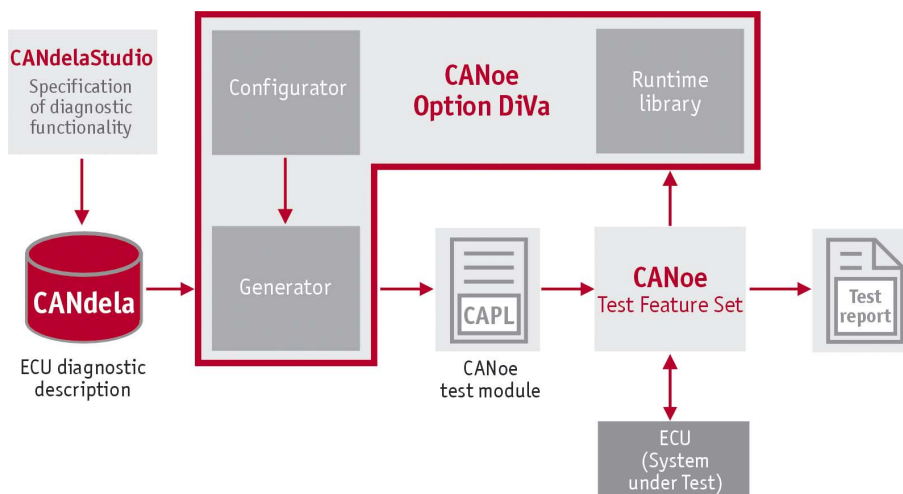 CANdelaStudio
Specification
of diagnostic
functionality
Configurator
CANoe
Option DiVa
Runtime
library
CANdela
ECU diagnostic
description
Generator
CAPL
CANoe
test module
CANoe
Test Feature Set
Test
report
ECU
(System
under Test)